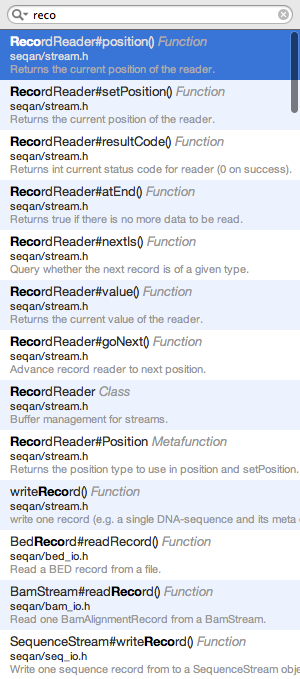 reco
RecordReader#position() Function
seqan/stream.h
Returns the current position of the reader.
RecordReader#setPosition() Function
seqan/stream.h
Returns the current position of the reader.
RecordReader#resultCode() Function
seqan/stream.h
Returns int current status code for reader (0 on success).
RecordReader#atEnd() Function
seqan/stream.h
Returns true if there is no more data to be read.
RecordReader#nextIs() Function
seqan/stream.h
Query whether the next record is of a given type.
RecordReader#value() Function
seqan/stream.h
Returns the current value of the reader.
RecordReader#goNext() Function
seqan/stream.h
Advance record reader to next position.
RecordReader Class
seqan/stream.h
Buffer management for streams.
RecordReader#Position Metafunction
seqan/stream.h
Returns the position type to use in position and setPosition.
writeRecord() Function
seqan/stream.h
write one record (e.g. a single DNA-sequence and its meta
BedRecord#readRecord() Function
seqan/bed_io.h
Read a BED record from a file.
BamStream#readRecord() Function
seqan/bam_io.h
Read one BamAlignmentRecord from a BamStream.
SequenceStream#writeRecord() Function
seqan/seq_io.h
Write one sequence record from to a SequenceStream obje